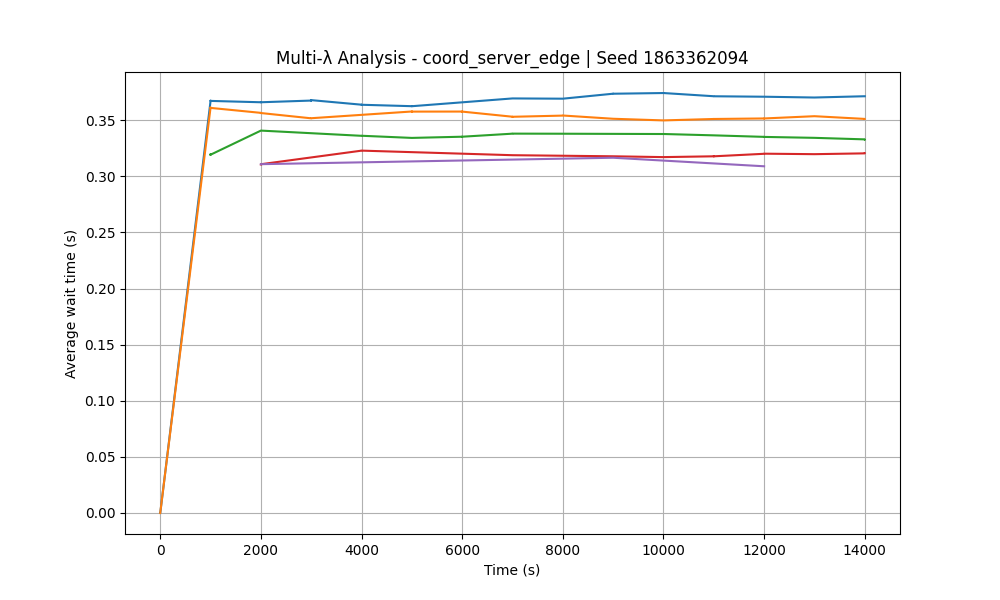 Multi-λ Analysis - coord_server_edge | Seed 1863362094
Average wait time (s)
0.35
0.30
0.25
0.20
0.15
0.10
0.05
0.00
0 2000 4000 6000 8000 10000 12000 14000
Time (s)